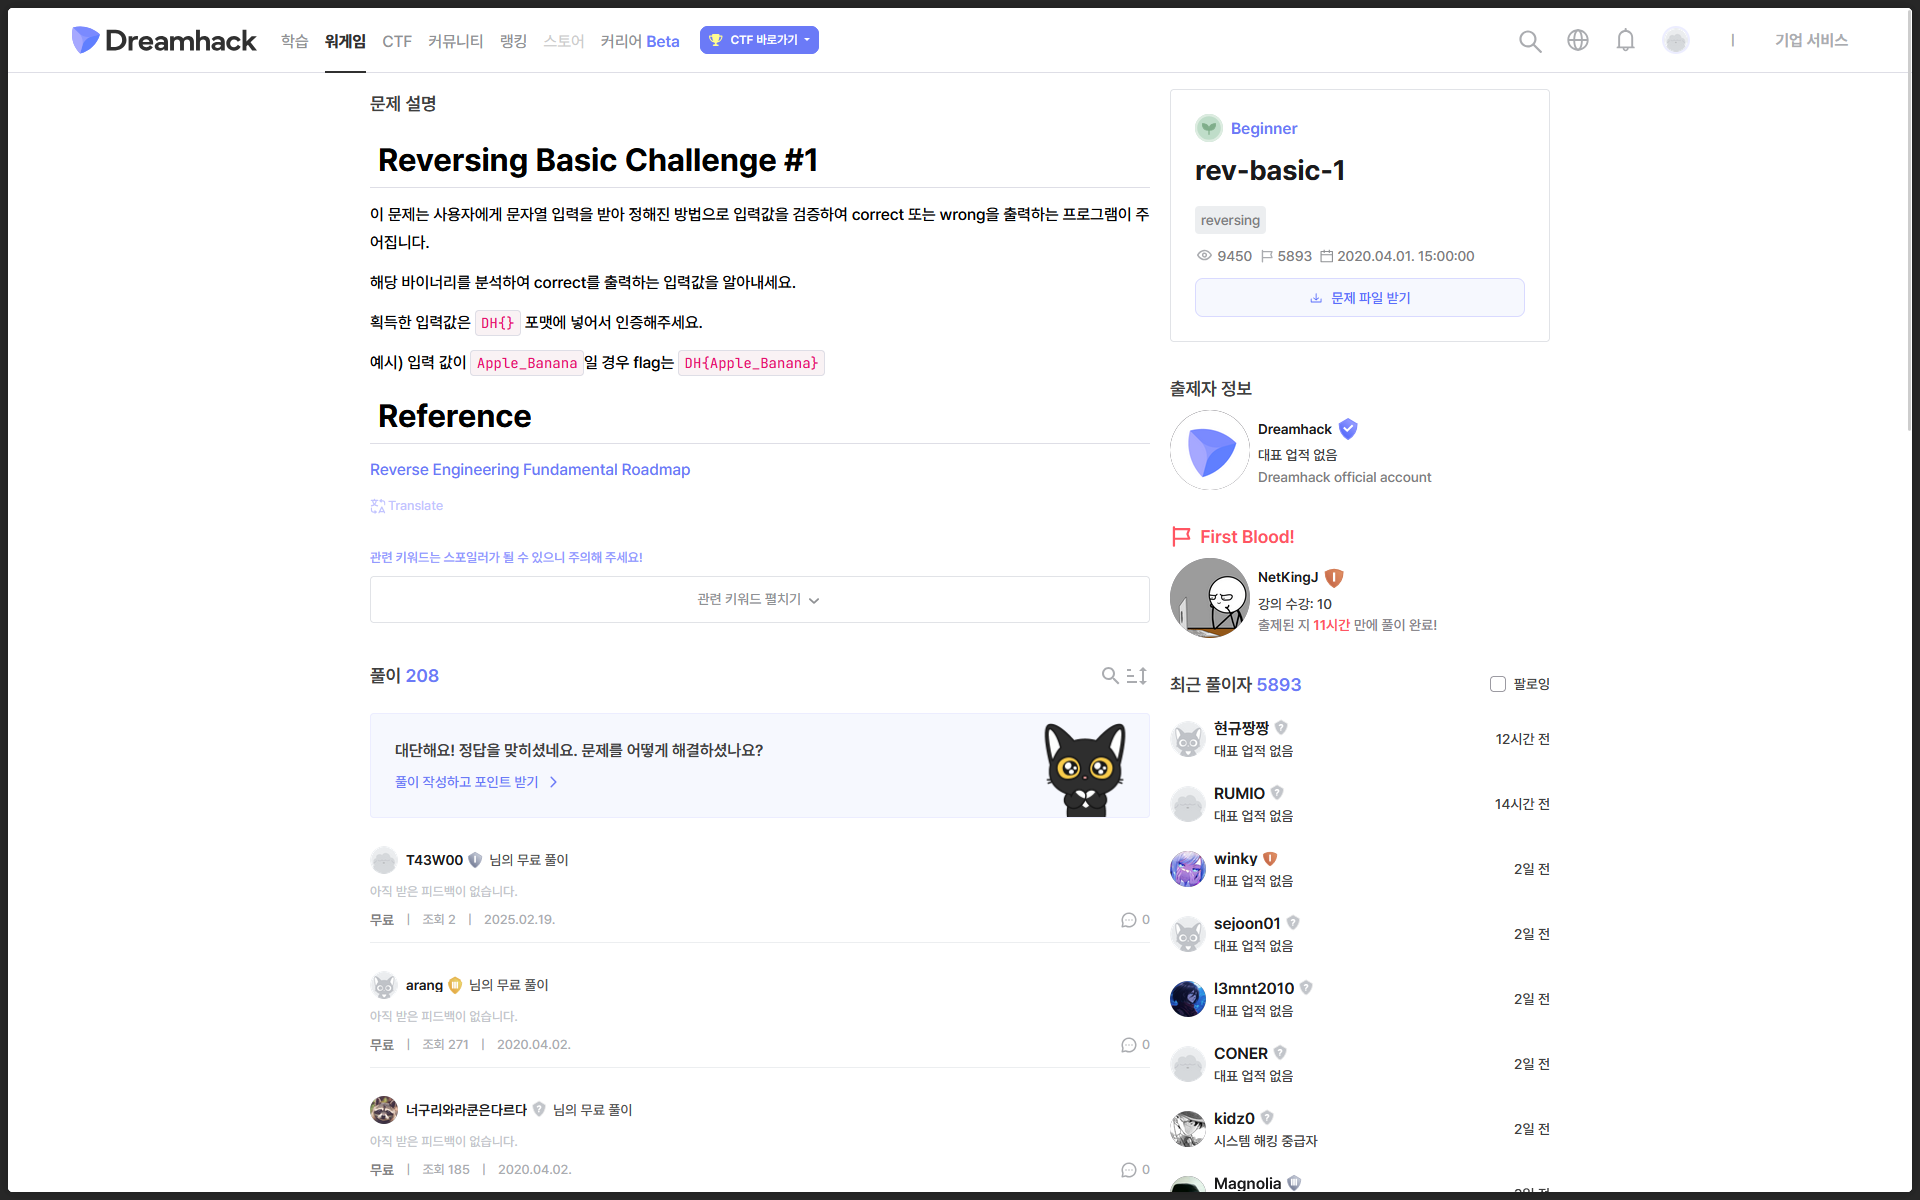 Dreamhack 학습 워게임 CTF 커뮤니티 랭킹 스토어 커리어 Beta CTF 바로가기 | 기업 서비스
문제 설명
Reversing Basic Challenge #1
이 문제는 사용자에게 문자열 입력을 받아 정해진 방법으로 입력값을 검증하여 correct 또는 wrong을 출력하는 프로그램이 주
어집니다.
해당 바이너리를 분석하여 correct를 출력하는 입력값을 알아내세요.
획득한 입력값은 DH{} 포맷에 넣어서 인증해주세요.
예시) 입력 값이 Apple_Banana 일 경우 flag는 DH{Apple_Banana}
Reference
Reverse Engineering Fundamental Roadmap
Translate
관련 키워드는 스포일러가 될 수 있으니 주의해 주세요!
관련 키워드 펼치기
풀이 208
대단해요! 정답을 맞히셨네요. 문제를 어떻게 해결하셨나요?
풀이 작성하고 포인트 받기
T43W00 님의 무료 풀이
아직 받은 피드백이 없습니다.
무료 | 조회 2 | 2025.02.19. 0
arang 님의 무료 풀이
아직 받은 피드백이 없습니다.
무료 | 조회 271 | 2020.04.02. 0
너구리와라쿤은다르다 님의 무료 풀이
아직 받은 피드백이 없습니다.
무료 | 조회 185 | 2020.04.02. 0
Beginner
rev-basic-1
reversing
9450 5893 2020.04.01. 15:00:00
문제 파일 받기
출제자 정보
Dreamhack
대표 업적 없음
Dreamhack official account
First Blood!
NetKingJ
강의 수강: 10
출제된 지 11시간 만에 풀이 완료!
최근 풀이자 5893 팔로잉
현규짱짱
대표 업적 없음
12시간 전
RUMIO
대표 업적 없음
14시간 전
winky
대표 업적 없음
2일 전
sejoon01
대표 업적 없음
2일 전
l3mnt2010
대표 업적 없음
2일 전
CONER
대표 업적 없음
2일 전
kidz0
시스템 해킹 중급자
2일 전
Magnolia